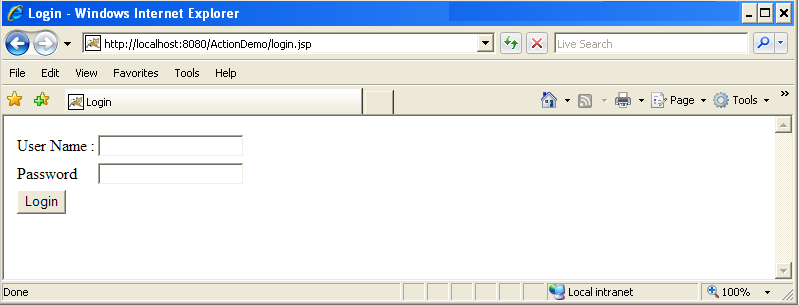 Login - Windows Internet Explorer
http://localhost:8080/ActionDemo/login.jsp Live Search
File Edit View Favorites Tools Help
Login Page Tools
User Name :
Password
Login
Done Local intranet 100%